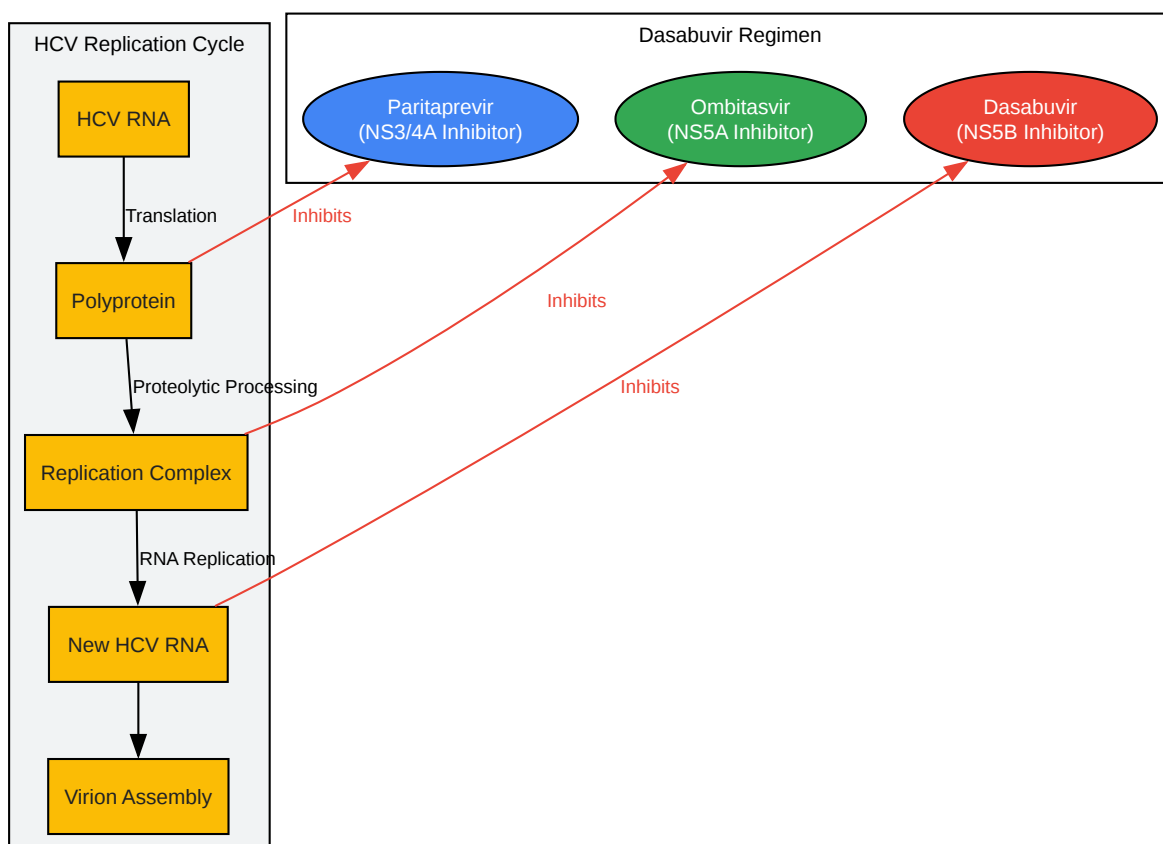 HCV Replication Cycle
HCV RNA
Translation
Polyprotein
Proteolytic Processing
Replication Complex
RNA Replication
New HCV RNA
Virion Assembly
Dasabuvir Regimen
Paritaprevir
(NS3/4A Inhibitor)
Ombitasvir
(NS5A Inhibitor)
Dasabuvir
(NS5B Inhibitor)
Inhibits
Inhibits
Inhibits